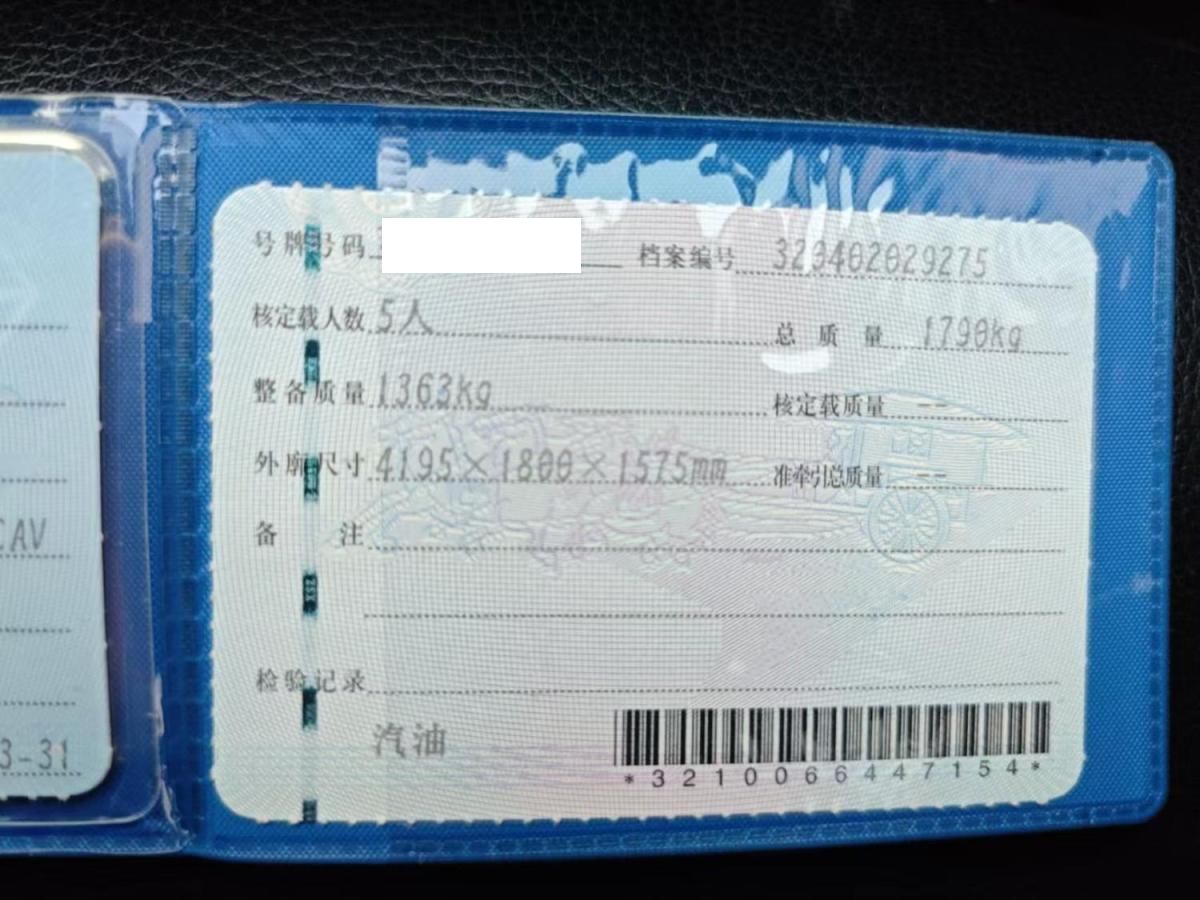 号牌号码 档案编号 320402029275
核定载人数 5人 总质量 1790kg
整备质量 1363kg 核定载质量 --
外廓尺寸 4195×1800×1575mm 准牵引总质量 --
备注
检验记录
汽油
*3210066447154*
CAV
3-31